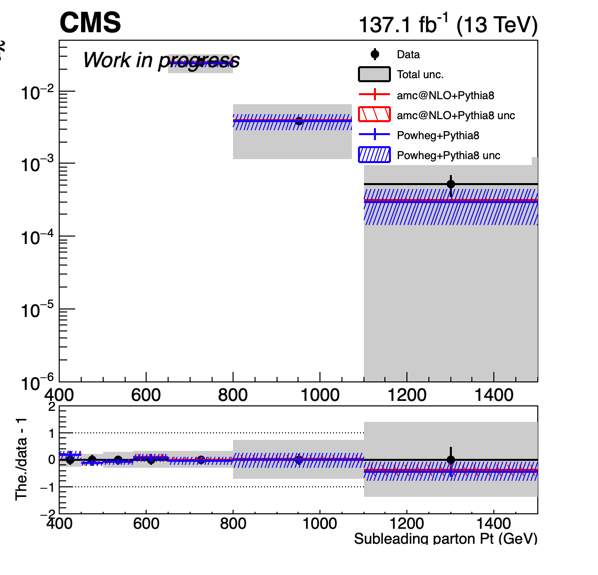 CMS 137.1 fb⁻¹ (13 TeV)
Work in progress
Data
Total unc.
amc@NLO+Pythia8
amc@NLO+Pythia8 unc
Powheg+Pythia8
Powheg+Pythia8 unc
10⁻²
10⁻³
10⁻⁴
10⁻⁵
10⁻⁶
400 600 800 1000 1200 1400
The./data - 1
2
1
0
−1
−2
400 600 800 1000 1200 1400
Subleading parton Pt (GeV)